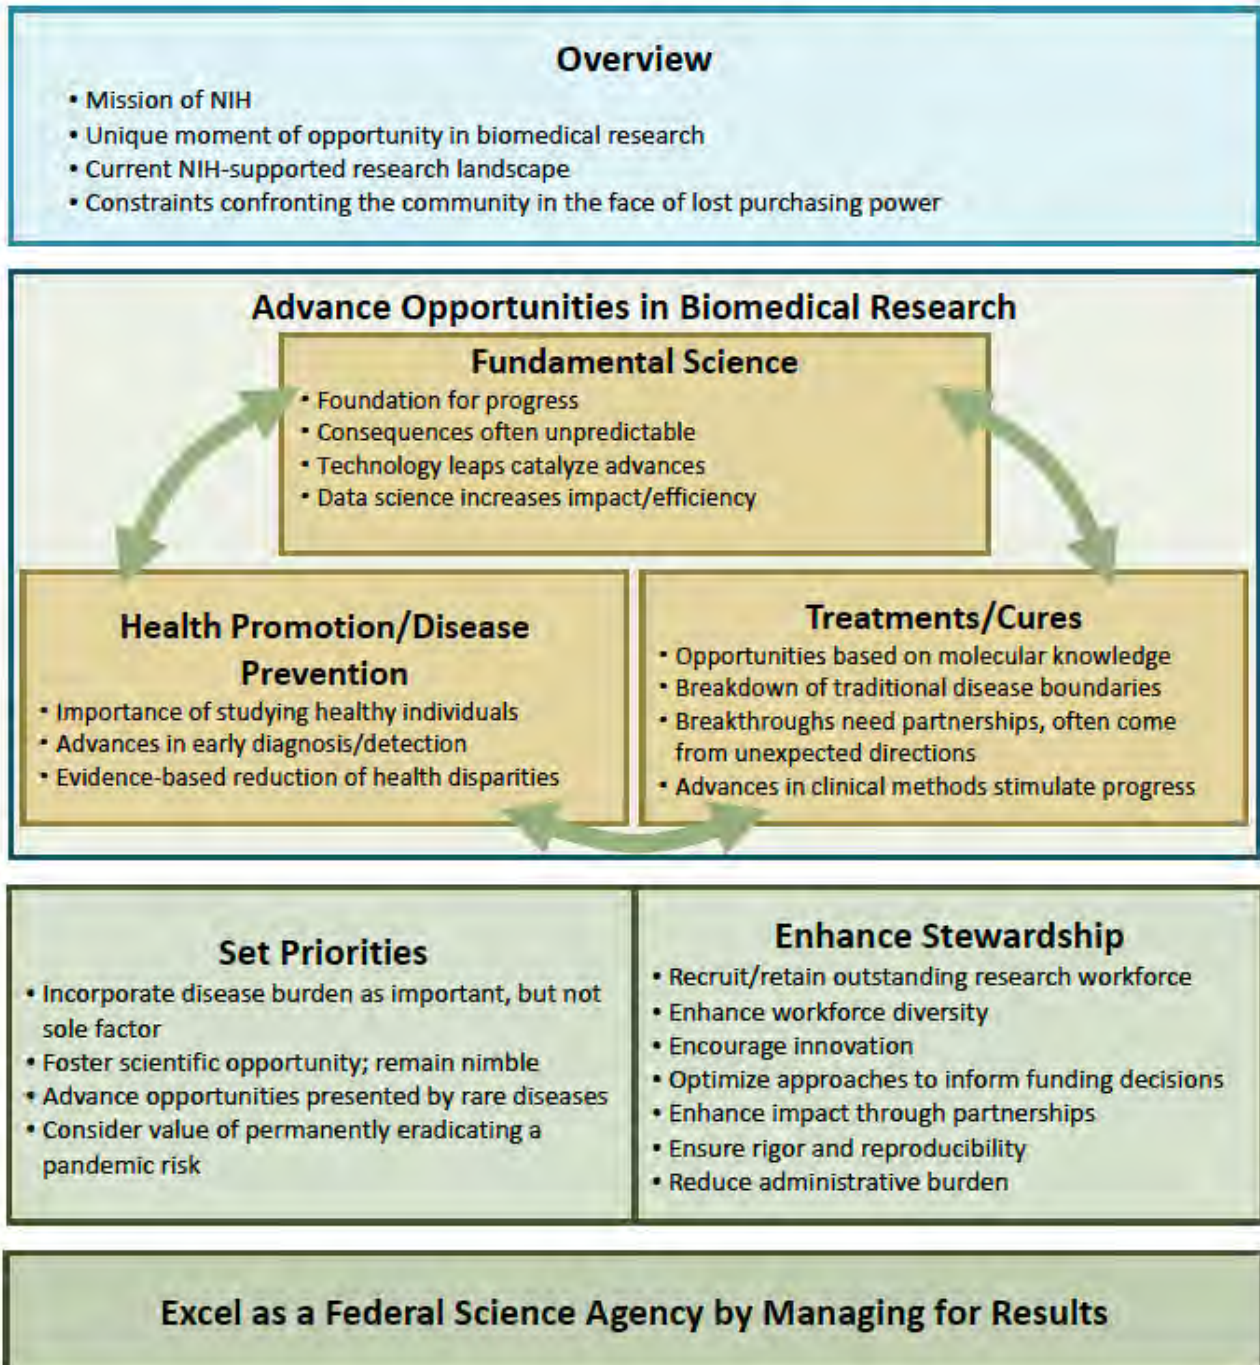 Overview
• Mission of NIH
• Unique moment of opportunity in biomedical research
• Current NIH-supported research landscape
• Constraints confronting the community in the face of lost purchasing power
Advance Opportunities in Biomedical Research
Fundamental Science
• Foundation for progress
• Consequences often unpredictable
• Technology leaps catalyze advances
• Data science increases impact/efficiency
Health Promotion/Disease
Prevention
• Importance of studying healthy individuals
• Advances in early diagnosis/detection
• Evidence-based reduction of health disparities
Treatments/Cures
• Opportunities based on molecular knowledge
• Breakdown of traditional disease boundaries
• Breakthroughs need partnerships, often come
from unexpected directions
• Advances in clinical methods stimulate progress
Set Priorities
• Incorporate disease burden as important, but not
sole factor
• Foster scientific opportunity; remain nimble
• Advance opportunities presented by rare diseases
• Consider value of permanently eradicating a
pandemic risk
Enhance Stewardship
• Recruit/retain outstanding research workforce
• Enhance workforce diversity
• Encourage innovation
• Optimize approaches to inform funding decisions
• Enhance impact through partnerships
• Ensure rigor and reproducibility
• Reduce administrative burden
Excel as a Federal Science Agency by Managing for Results